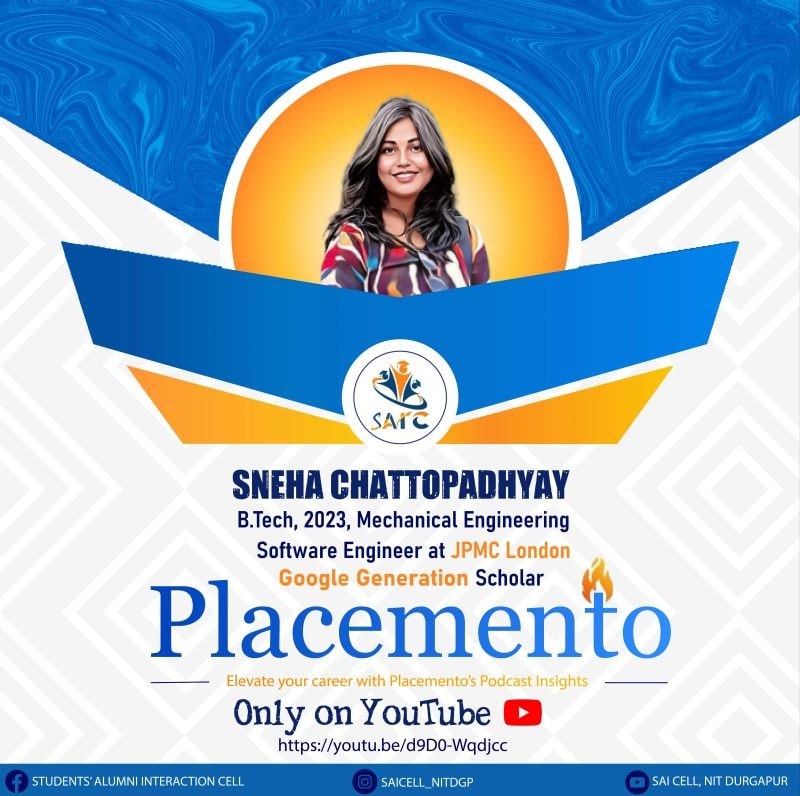 SArC
SNEHA CHATTOPADHYAY
B.Tech, 2023, Mechanical Engineering
Software Engineer at JPMC London
Google Generation Scholar
Placemento
Elevate your career with Placemento's Podcast Insights
Only on YouTube
https://youtu.be/d9D0-Wqdjcc
STUDENTS' ALUMNI INTERACTION CELL
SAICELL_NITDGP
SAI CELL, NIT DURGAPUR